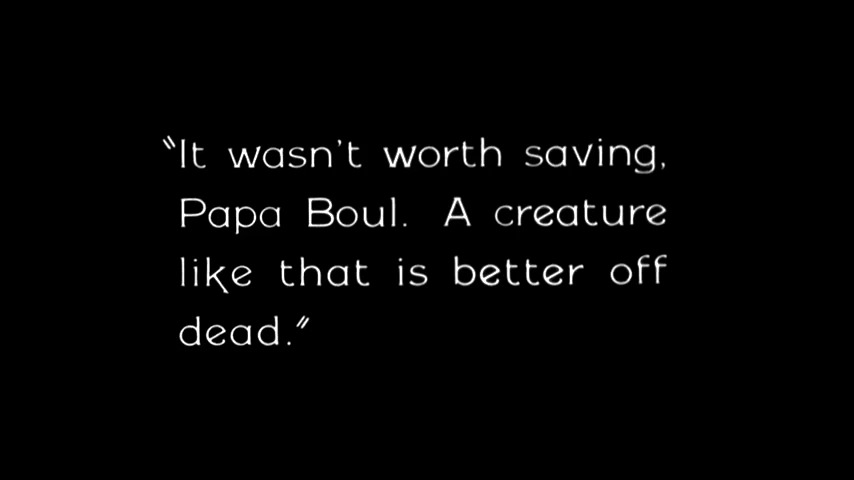 "It wasn't worth saving,
Papa Boul. A creature
like that is better off
dead."